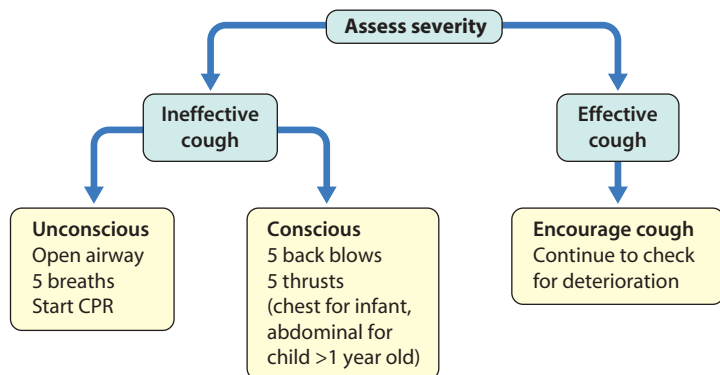 Assess severity
Ineffective
cough
Effective
cough
Unconscious
Open airway
5 breaths
Start CPR
Conscious
5 back blows
5 thrusts
(chest for infant,
abdominal for
child >1 year old)
Encourage cough
Continue to check
for deterioration